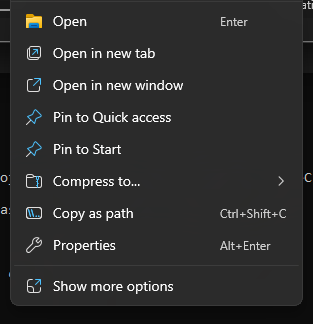 Open Enter
Open in new tab
Open in new window
Pin to Quick access
Pin to Start
Compress to...
Copy as path Ctrl+Shift+C
Properties Alt+Enter
Show more options